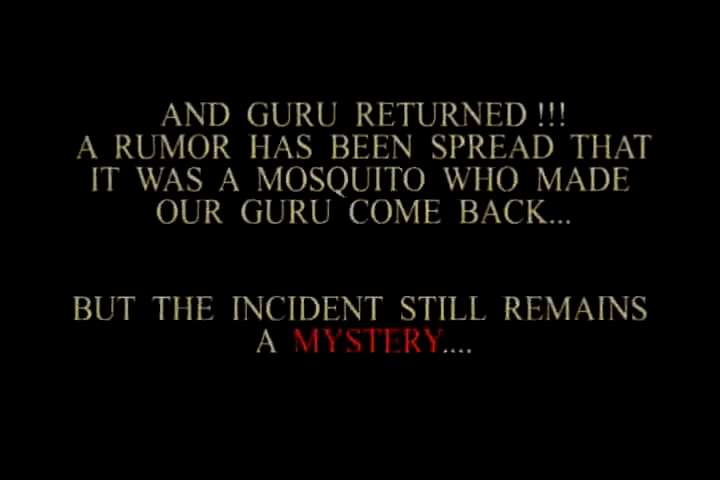 AND GURU RETURNED !!!
A RUMOR HAS BEEN SPREAD THAT
IT WAS A MOSQUITO WHO MADE
OUR GURU COME BACK...
BUT THE INCIDENT STILL REMAINS
A MYSTERY....